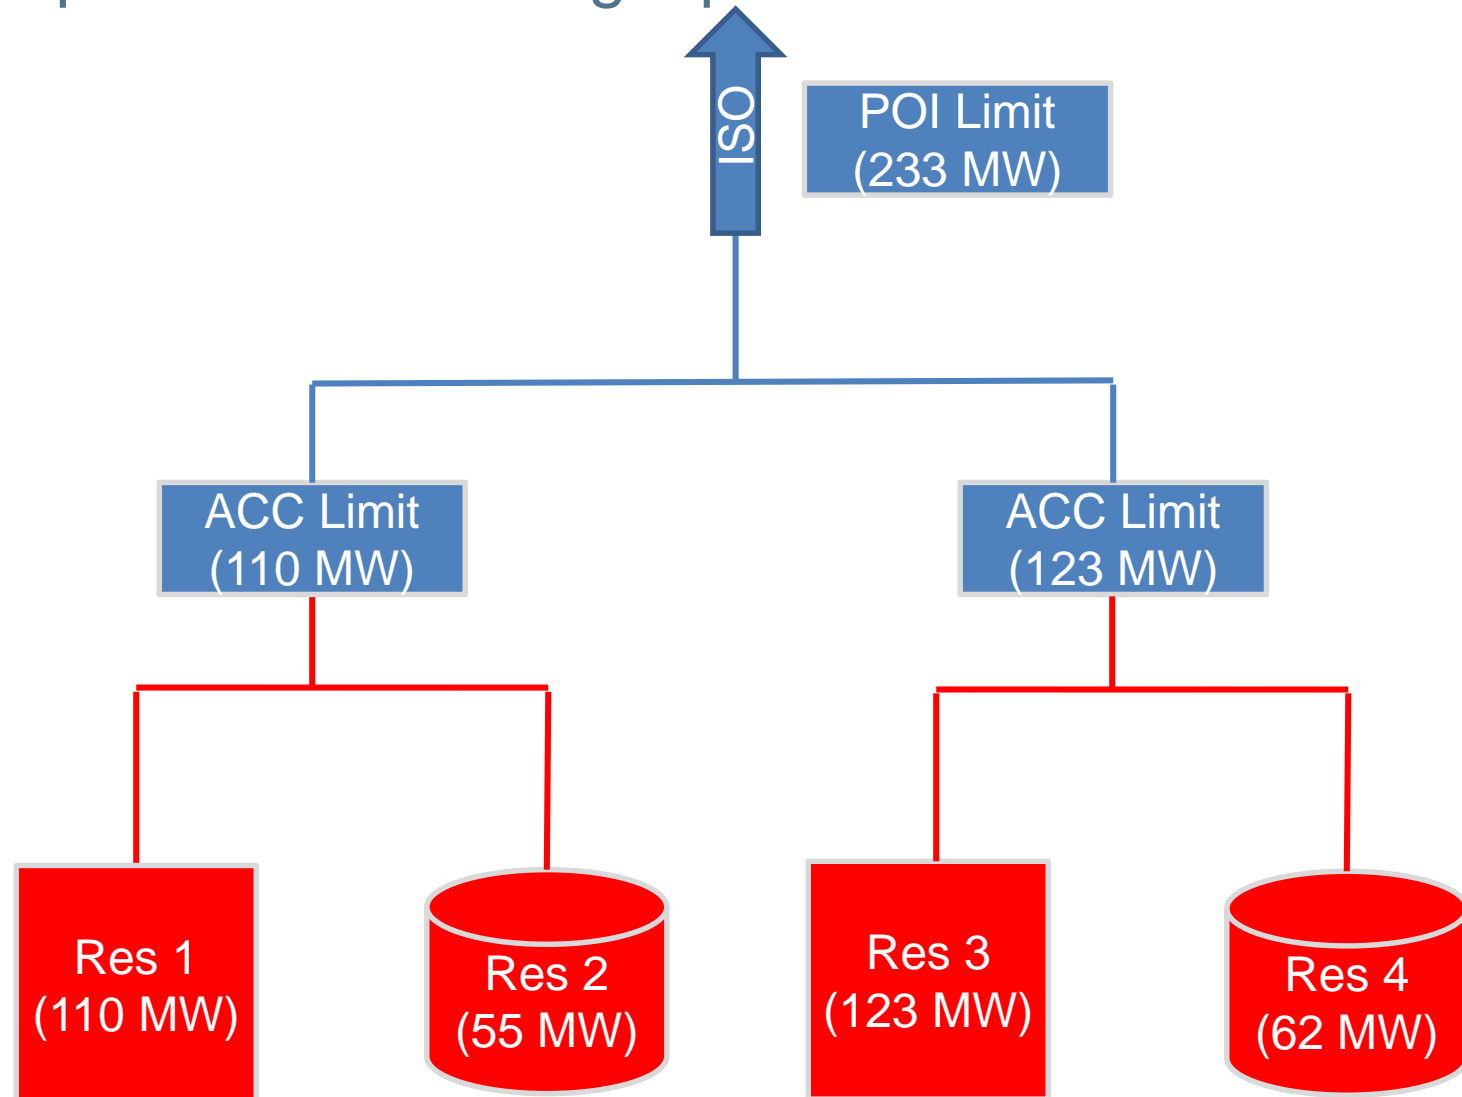 ISO
POI Limit
(233 MW)
ACC Limit
(110 MW)
ACC Limit
(123 MW)
Res 1
(110 MW)
Res 2
(55 MW)
Res 3
(123 MW)
Res 4
(62 MW)